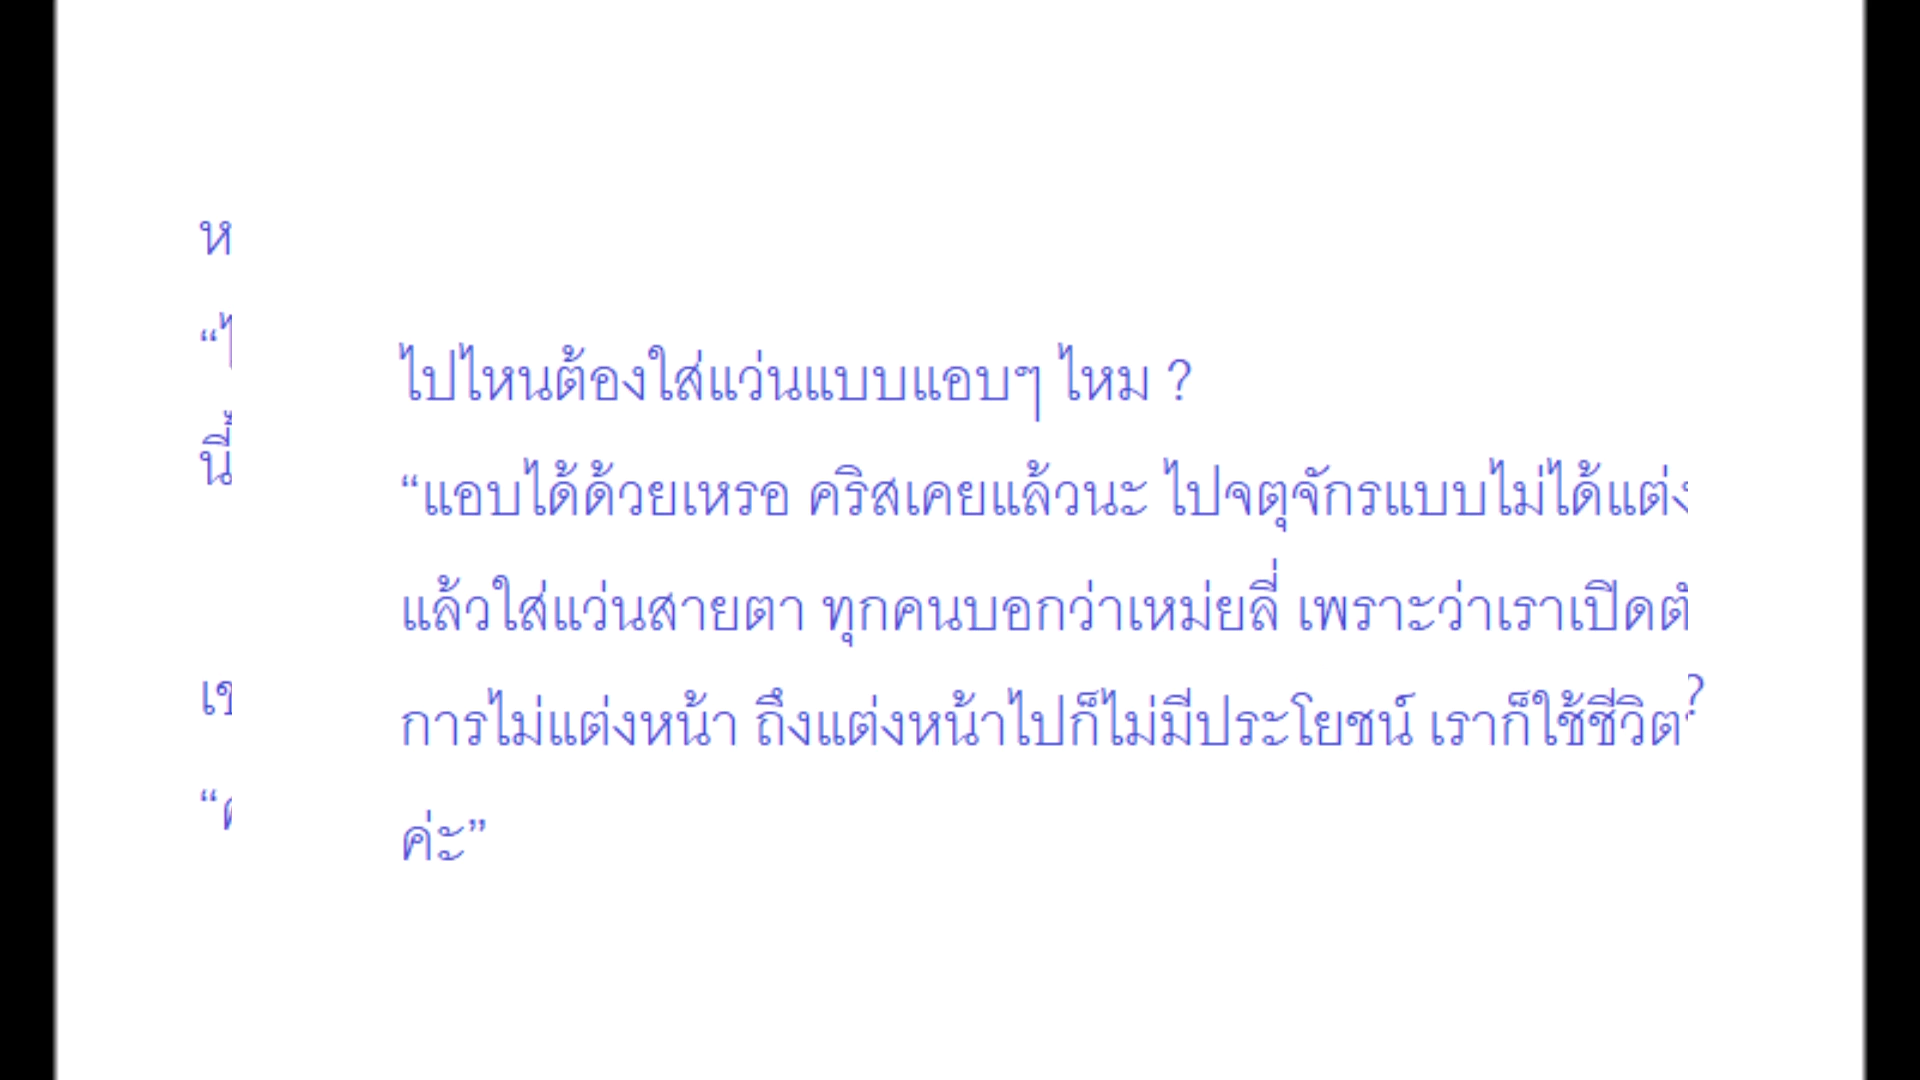 ไปไหนต้องใส่แว่นแบบแอบๆ ไหม ?
“แอบได้ด้วยเหรอ คริสเคยแล้วนะ ไปจตุจักรแบบไม่ได้แต่ง
แล้วใส่แว่นสายตา ทุกคนบอกว่าเหม่ยลี่ เพราะว่าเราเปิด
การไม่แต่งหน้า ถึงแต่งหน้าไปก็ไม่มีประโยชน์ เราก็ใช้ชีวิต
ค่ะ”